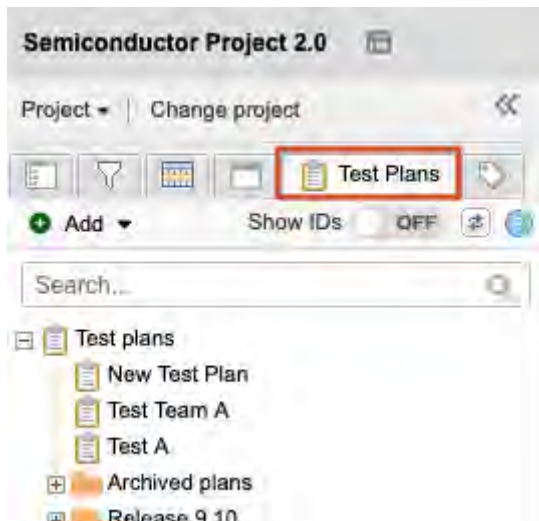 Semiconductor Project 2.0
Project Change project
Test Plans
Add Show IDs OFF
Search...
Test plans
New Test Plan
Test Team A
Test A
Archived plans
Release 9.10